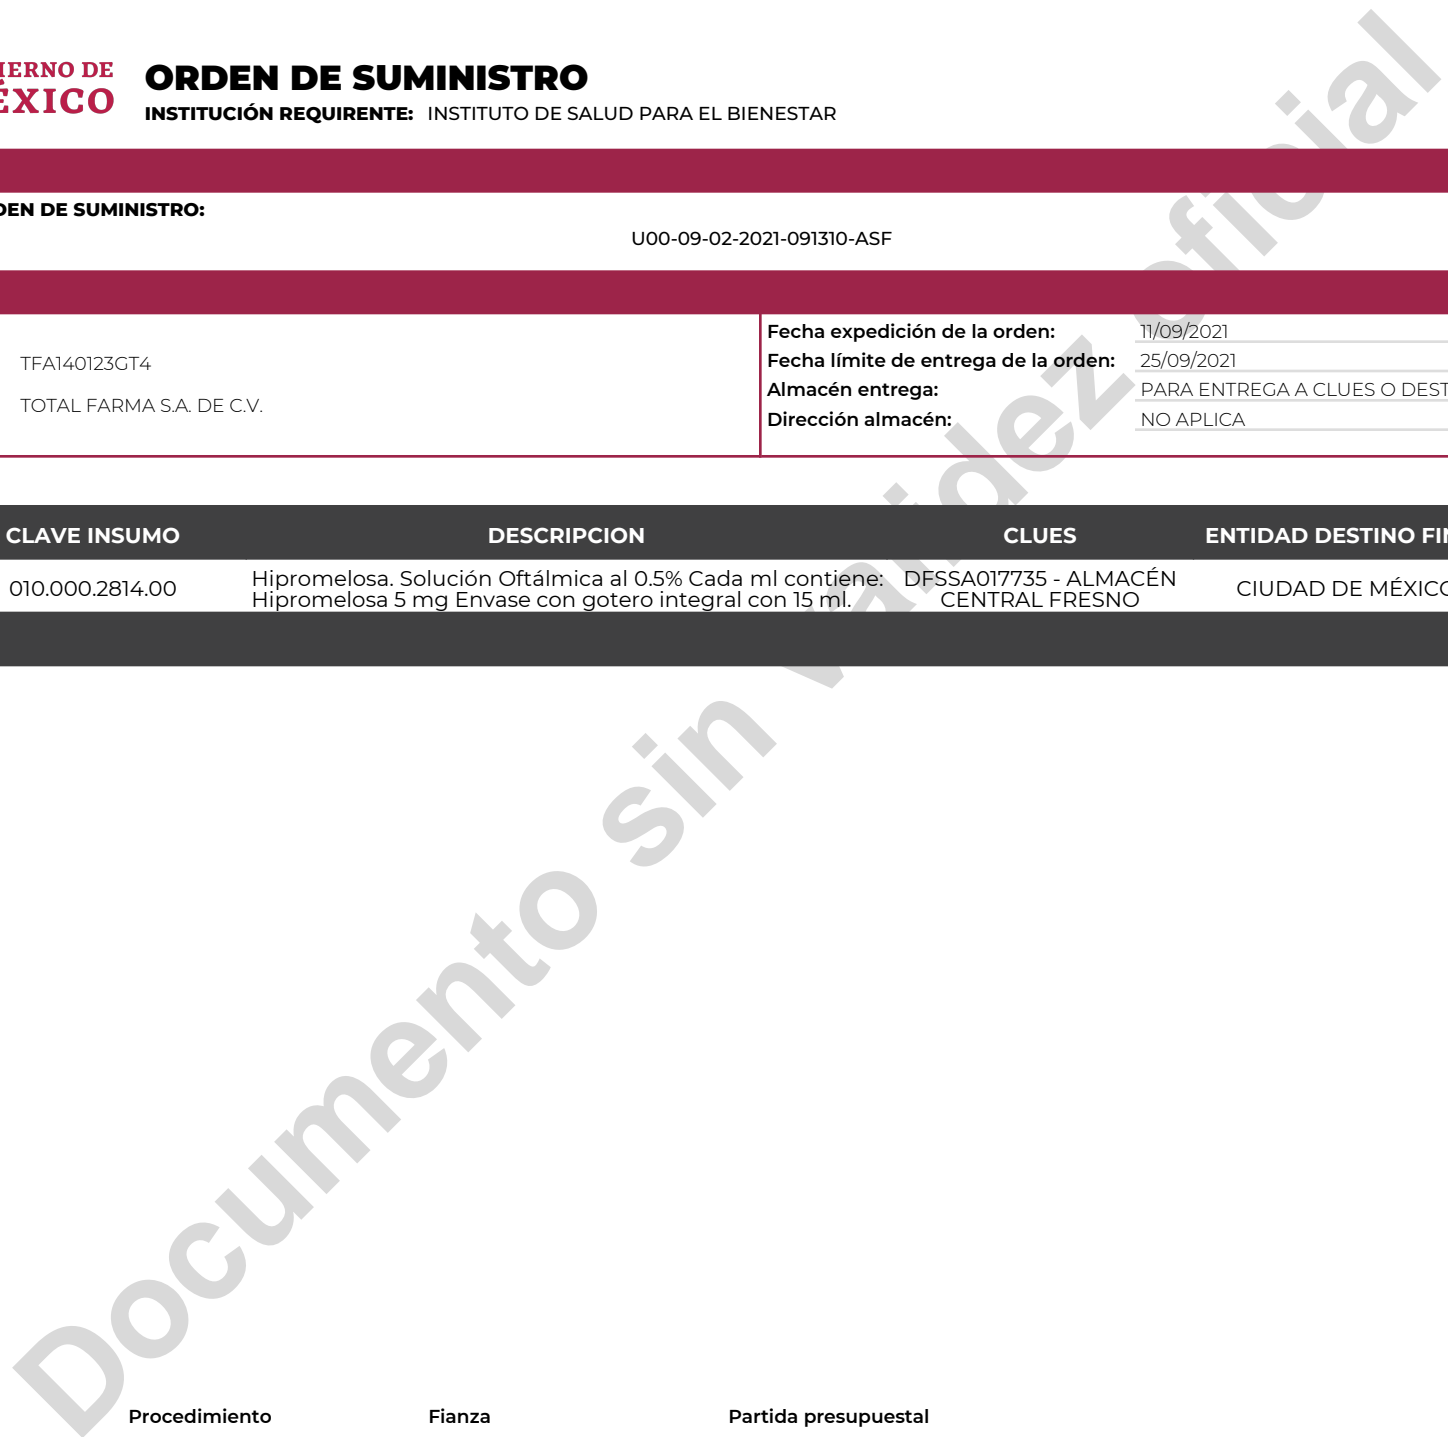 IERNO DE
ÉXICO
ORDEN DE SUMINISTRO
INSTITUCIÓN REQUIRENTE: INSTITUTO DE SALUD PARA EL BIENESTAR
DEN DE SUMINISTRO:
U00-09-02-2021-091310-ASF
TFA140123GT4
TOTAL FARMA S.A. DE C.V.
Fecha expedición de la orden: 11/09/2021
Fecha límite de entrega de la orden: 25/09/2021
Almacén entrega: PARA ENTREGA A CLUES O DEST
Dirección almacén: NO APLICA
CLAVE INSUMO DESCRIPCION CLUES ENTIDAD DESTINO FIN
010.000.2814.00
Hipromelosa. Solución Oftálmica al 0.5% Cada ml contiene:
Hipromelosa 5 mg Envase con gotero integral con 15 ml.
DFSSA017735 - ALMACÉN
CENTRAL FRESNO
CIUDAD DE MÉXICO
Documento sin validez oficial
Procedimiento Fianza Partida presupuestal